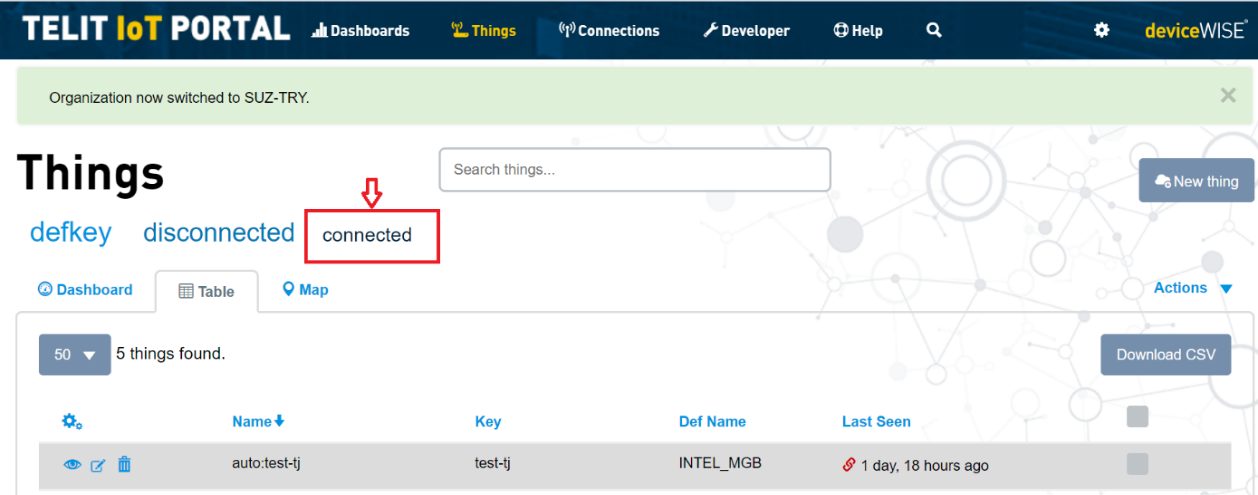 TELIT IoT PORTAL Dashboards Things Connections Developer Help deviceWISE
Organization now switched to SUZ-TRY.
Things Search things... New thing
defkey disconnected connected
Dashboard Table Map Actions
50 5 things found. Download CSV
Name Key Def Name Last Seen
auto:test-tj test-tj INTEL_MGB 1 day, 18 hours ago